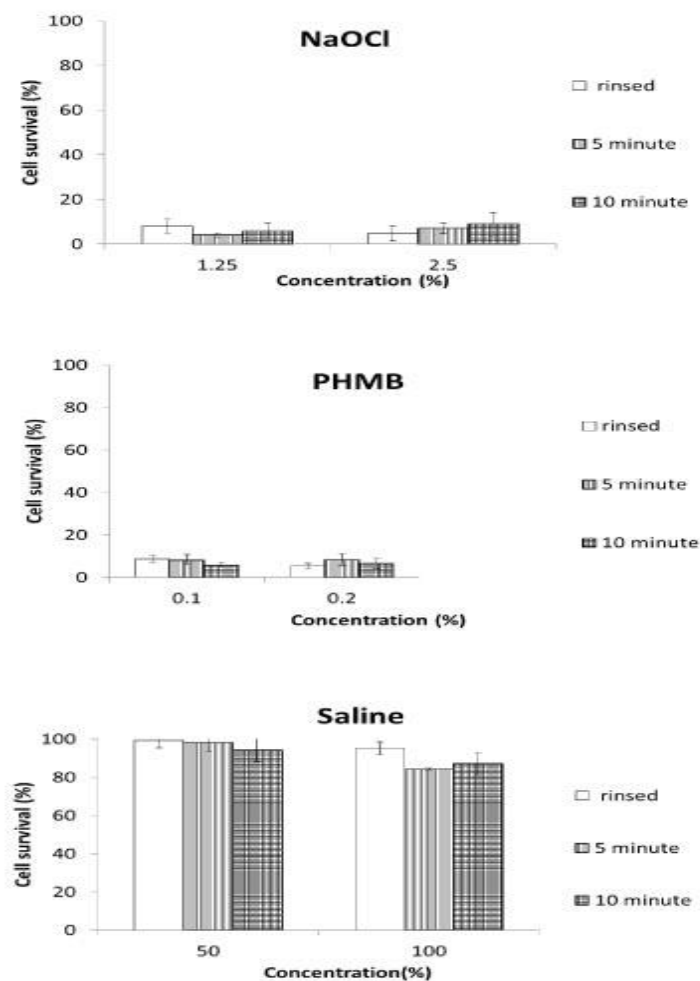 NaOCl
100
80
60
40
20
0
Cell survival (%)
1.25 2.5
Concentration (%)
rinsed
5 minute
10 minute
PHMB
100
80
60
40
20
0
Cell survival (%)
0.1 0.2
Concentration (%)
rinsed
5 minute
10 minute
Saline
100
80
60
40
20
0
Cell survival (%)
50 100
Concentration(%)
rinsed
5 minute
10 minute